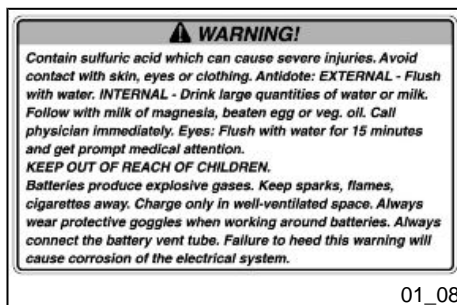 WARNING!
Contain sulfuric acid which can cause severe injuries. Avoid
contact with skin, eyes or clothing. Antidote: EXTERNAL - Flush
with water. INTERNAL - Drink large quantities of water or milk.
Follow with milk of magnesia, beaten egg or veg. oil. Call
physician immediately. Eyes: Flush with water for 15 minutes
and get prompt medical attention.
KEEP OUT OF REACH OF CHILDREN.
Batteries produce explosive gases. Keep sparks, flames,
cigarettes away. Charge only in well-ventilated space. Always
wear protective goggles when working around batteries. Always
connect the battery vent tube. Failure to heed this warning will
cause corrosion of the electrical system.
01_08